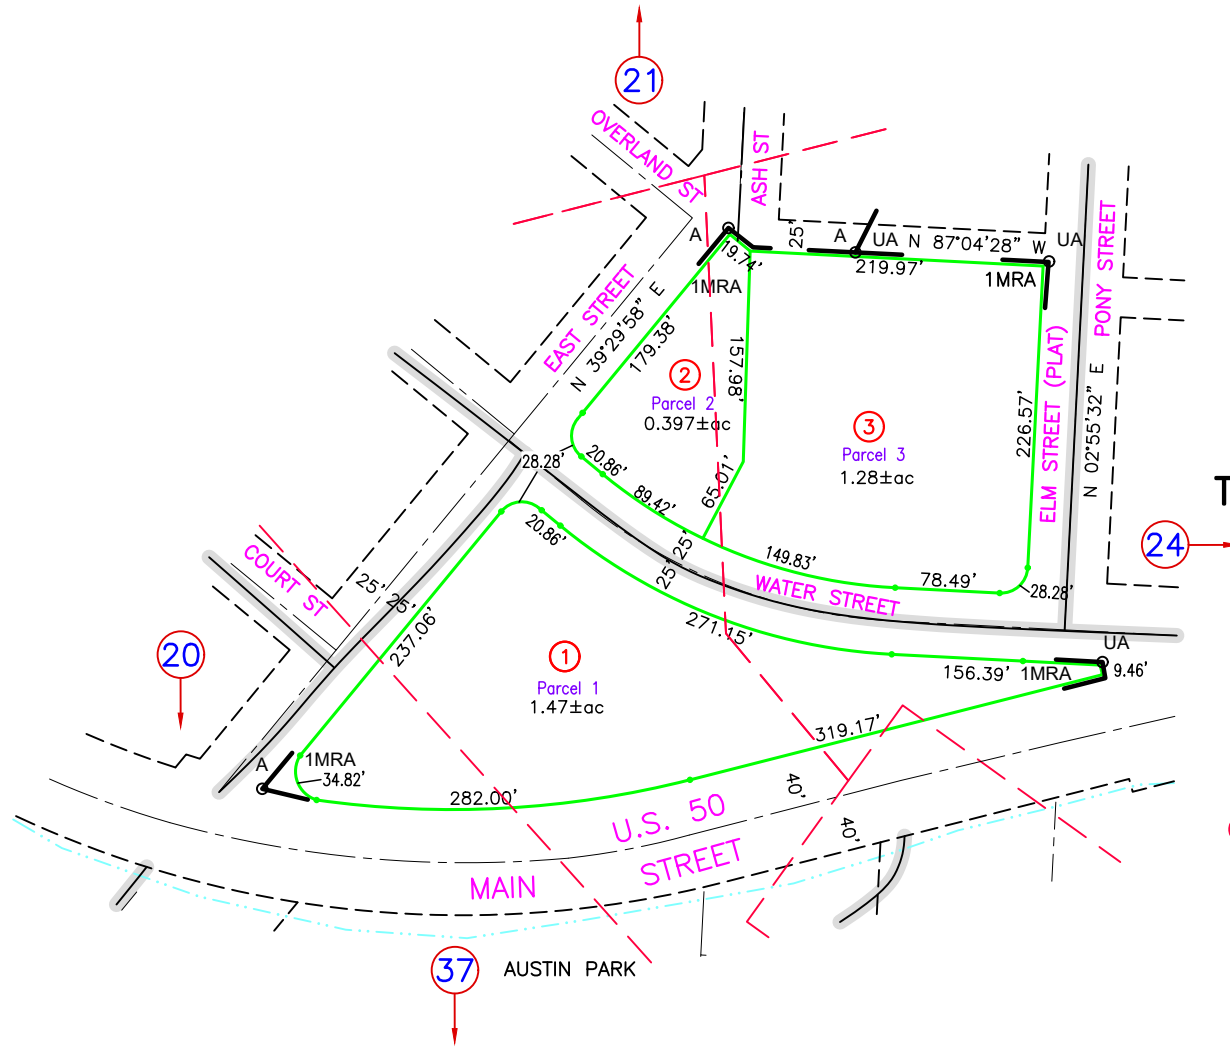 21
OVERLAND ST
ASH ST
A
19.74'
25'
A
UA
N 87°04'28" W
UA
219.97'
1MRA
1MRA
PONY STREET
EAST STREET
N 39°29'58" E
179.38'
157.98'
2
Parcel 2
0.397±ac
3
Parcel 3
1.28±ac
226.57'
ELM STREET (PLAT)
N 02°55'32" E
28.28'
20.86'
89.42'
65.01'
T
24
20.86'
25'
25'
149.83'
78.49'
28.28'
WATER STREET
COURT ST
25'
25'
237.06'
271.15'
20
1
Parcel 1
1.47±ac
UA
156.39'
1MRA
9.46'
319.17'
A
1MRA
34.82'
282.00'
40'
40'
U.S. 50
MAIN STREET
37
AUSTIN PARK